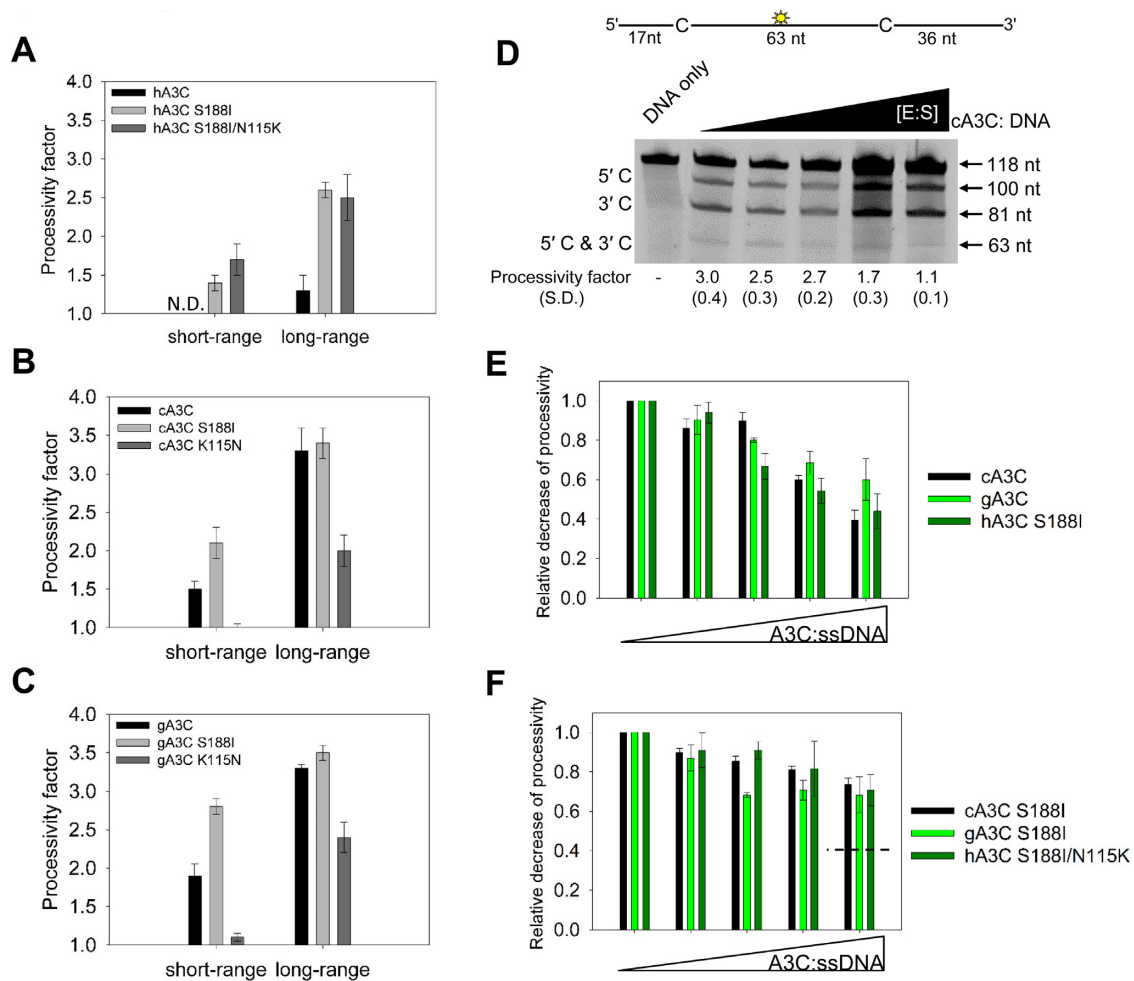 A
Processivity factor
4.0
3.5
3.0
2.5
2.0
1.5
1.0
hA3C
hA3C S188I
hA3C S188I/N115K
N.D.
short-range long-range
B
Processivity factor
4.0
3.5
3.0
2.5
2.0
1.5
1.0
cA3C
cA3C S188I
cA3C K115N
short-range long-range
C
Processivity factor
4.0
3.5
3.0
2.5
2.0
1.5
1.0
gA3C
gA3C S188I
gA3C K115N
short-range long-range
5' C C 3'
17nt 63 nt 36 nt
D
DNA only
[E:S]
cA3C: DNA
118 nt
5' C
100 nt
3' C
81 nt
5' C & 3' C
63 nt
Processivity factor - 3.0 2.5 2.7 1.7 1.1
(S.D.) (0.4) (0.3) (0.2) (0.3) (0.1)
E
Relative decrease of processivity
1.0
0.8
0.6
0.4
0.2
0.0
A3C:ssDNA
cA3C
gA3C
hA3C S188I
F
Relative decrease of processivity
1.0
0.8
0.6
0.4
0.2
0.0
A3C:ssDNA
cA3C S188I
gA3C S188I
hA3C S188I/N115K